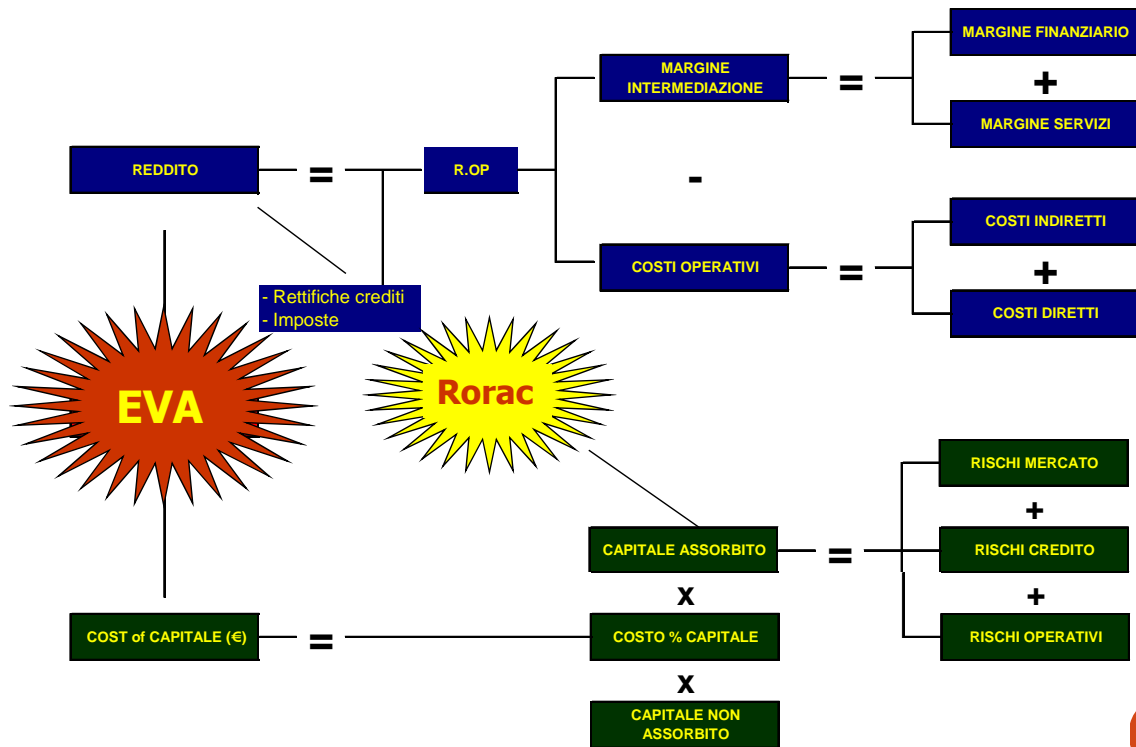 MARGINE FINANZIARIO
MARGINE
INTERMEDIAZIONE
=
+
MARGINE SERVIZI
REDDITO
=
R.OP
-
COSTI INDIRETTI
COSTI OPERATIVI
=
+
COSTI DIRETTI
- Rettifiche crediti
- Imposte
EVA
Rorac
RISCHI MERCATO
+
CAPITALE ASSORBITO
=
RISCHI CREDITO
x
+
COST of CAPITALE (€)
=
COSTO % CAPITALE
RISCHI OPERATIVI
x
CAPITALE NON
ASSORBITO